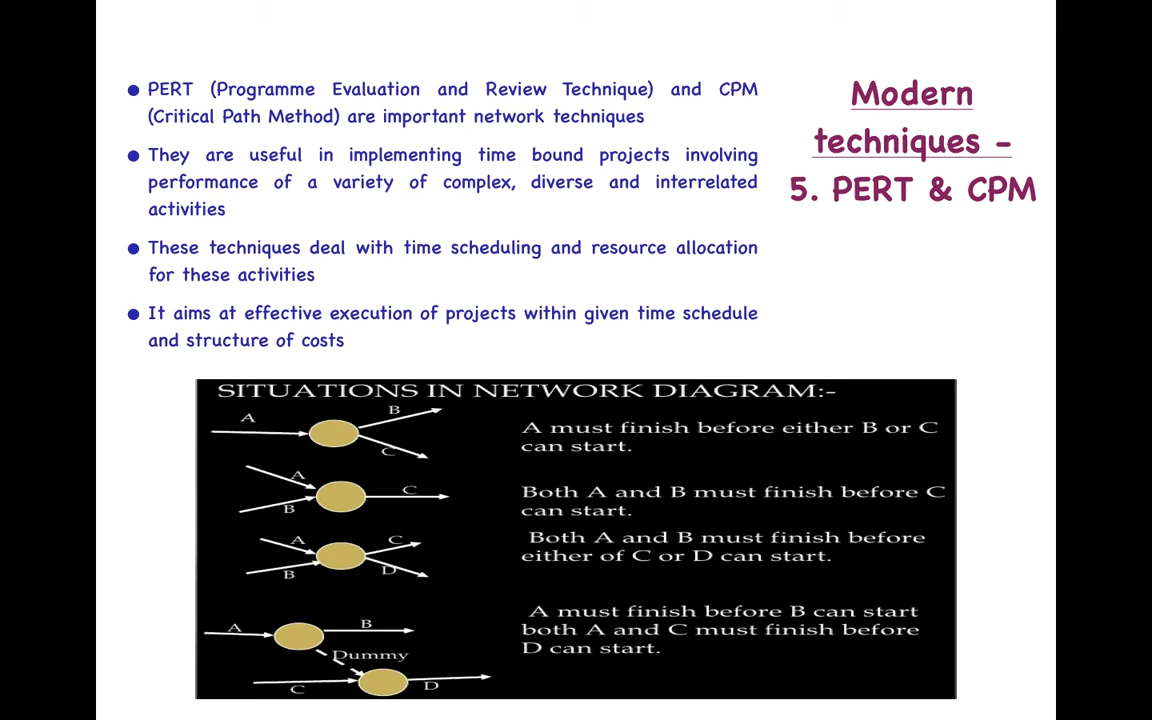 ● PERT (Programme Evaluation and Review Technique) and CPM
(Critical Path Method) are important network techniques
● They are useful in implementing time bound projects involving
performance of a variety of complex, diverse and interrelated
activities
● These techniques deal with time scheduling and resource allocation
for these activities
● It aims at effective execution of projects within given time schedule
and structure of costs
Modern
techniques -
5. PERT & CPM
SITUATIONS IN NETWORK DIAGRAM:-
A
B
C
A must finish before either B or C
can start.
A
B
C
Both A and B must finish before C
can start.
A
B
C
D
Both A and B must finish before
either of C or D can start.
A
B
Dummy
C
D
A must finish before B can start
both A and C must finish before
D can start.